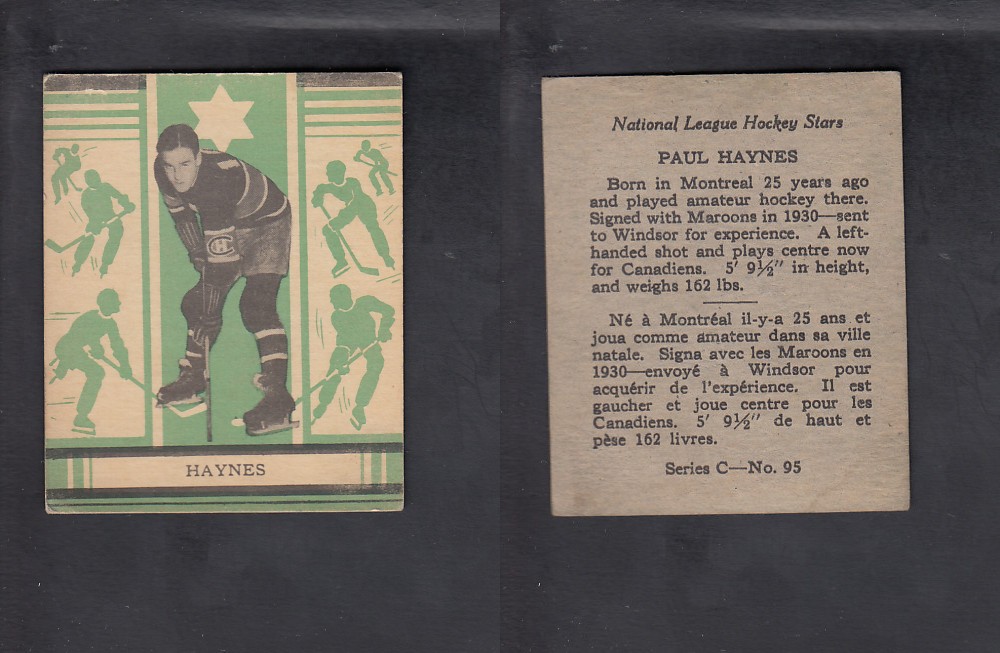 HAYNES
National League Hockey Stars
PAUL HAYNES
Born in Montreal 25 years ago
and played amateur hockey there.
Signed with Maroons in 1930—sent
to Windsor for experience. A left-
handed shot and plays centre now
for Canadiens. 5' 9½" in height,
and weighs 162 lbs.
Né à Montréal il-y-a 25 ans et
joua comme amateur dans sa ville
natale. Signa avec les Maroons en
1930—envoyé à Windsor pour
acquérir de l'expérience. Il est
gaucher et joue centre pour les
Canadiens. 5' 9½" de haut et
pèse 162 livres.
Series C—No. 95